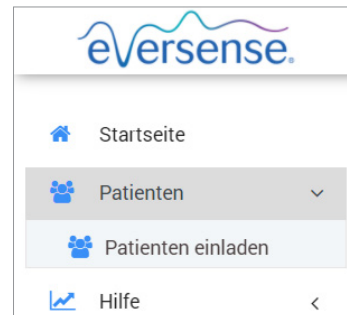 eversense.
Startseite
Patienten
Patienten einladen
Hilfe